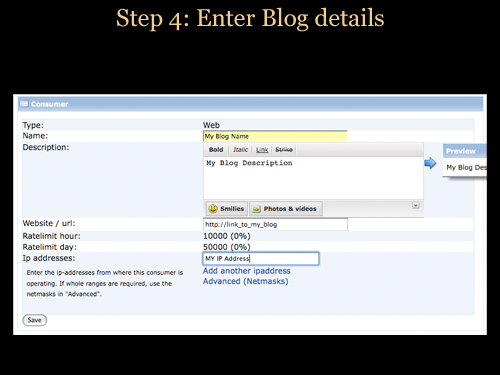 Step 4: Enter Blog details
Consumer
Type: Web
Name: My Blog Name
Description: Bold Italic Link Strike
Preview
My Blog Description
My Blog Des
Smilies Photos & videos
Website / url: http://link_to_my_blog
Ratelimit hour: 10000 (0%)
Ratelimit day: 50000 (0%)
Ip addresses: MY IP Address
Enter the ip-addresses from where this consumer is
operating. If whole ranges are required, use the
netmasks in "Advanced".
Add another ipaddress
Advanced (Netmasks)
Save